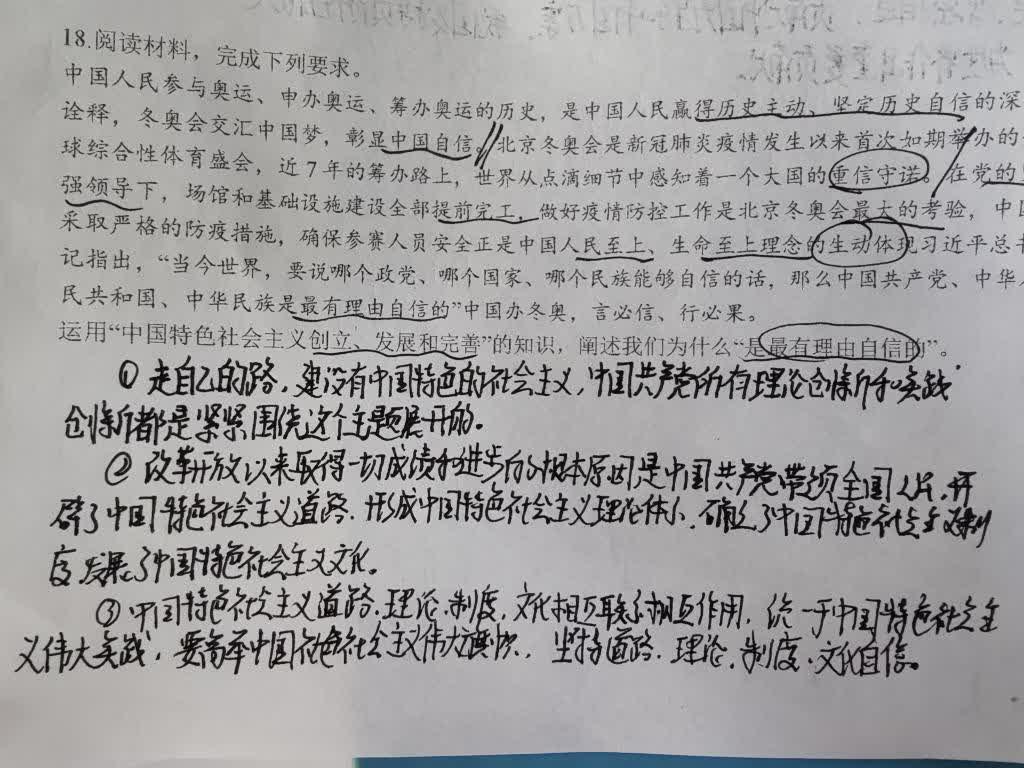 18.阅读材料，完成下列要求。
中国人民参与奥运、申办奥运、筹办奥运的历史，是中国人民赢得历史主动、坚定历史自信的深
诠释，冬奥会交汇中国梦，彰显中国自信。北京冬奥会是新冠肺炎疫情发生以来首次如期举办的
球综合性体育盛会，近7年的筹办路上，世界从点滴细节中感知着一个大国的重信守诺。在党的
强领导下，场馆和基础设施建设全部提前完工，做好疫情防控工作是北京冬奥会最大的考验，中
采取严格的防疫措施，确保参赛人员安全正是中国人民至上、生命至上理念的生动体现习近平总
记指出，“当今世界，要说哪个政党、哪个国家、哪个民族能够自信的话，那么中国共产党、中华
民共和国、中华民族是最有理由自信的”中国办冬奥，言必信、行必果。
运用“中国特色社会主义创立、发展和完善”的知识，阐述我们为什么“是最有理由自信的”。
①走自己的路，建设有中国特色的社会主义，中国共产党所有理论创新和实践
创新都是紧紧围绕这个主题展开的。
②改革开放以来取得一切成绩和进步的根本原因是中国共产党带领全国人民，开
辟了中国特色社会主义道路，形成中国特色社会主义理论体系，确立了中国特色社会主义制
度，发展了中国特色社会主义文化。
③中国特色社会主义道路、理论、制度，文化相互联系相互作用，统一于中国特色社会主
义伟大实践，要高举中国特色社会主义伟大旗帜，坚持道路、理论、制度、文化自信。